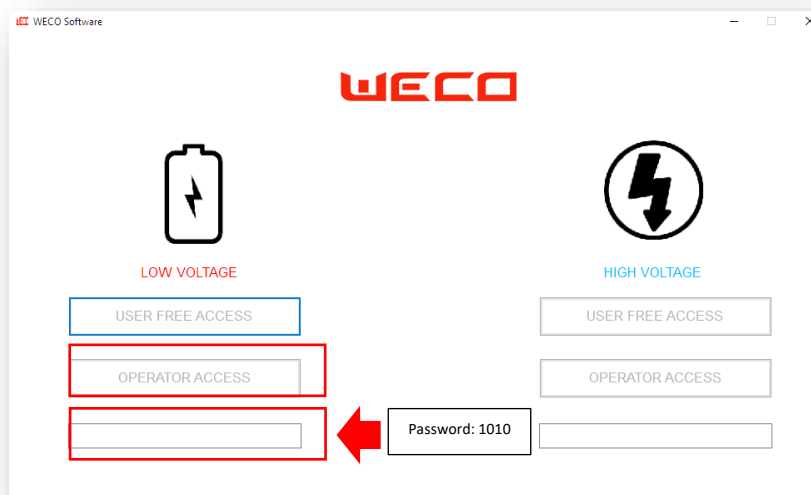 WECO WECO Software
WECO
LOW VOLTAGE
HIGH VOLTAGE
USER FREE ACCESS
USER FREE ACCESS
OPERATOR ACCESS
OPERATOR ACCESS
Password: 1010